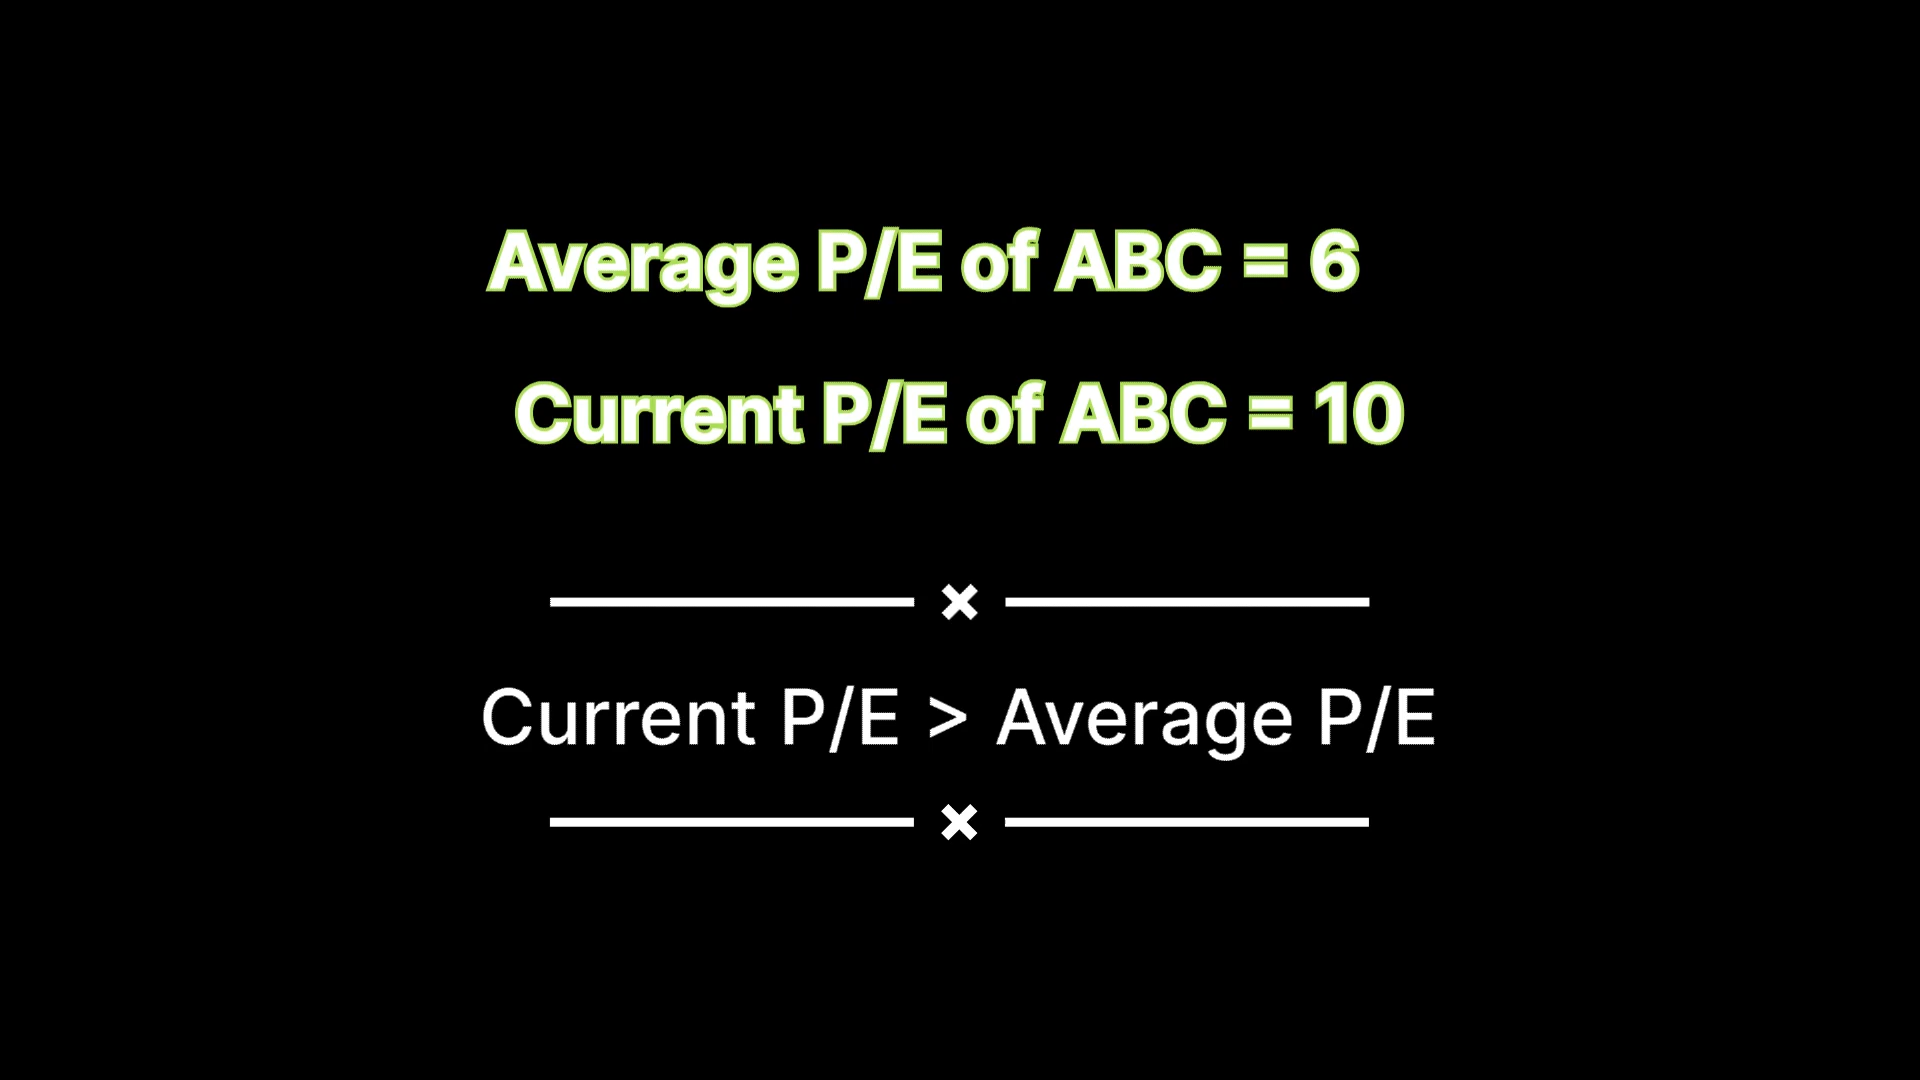 Average P/E of ABC = 6
Current P/E of ABC = 10
Current P/E > Average P/E